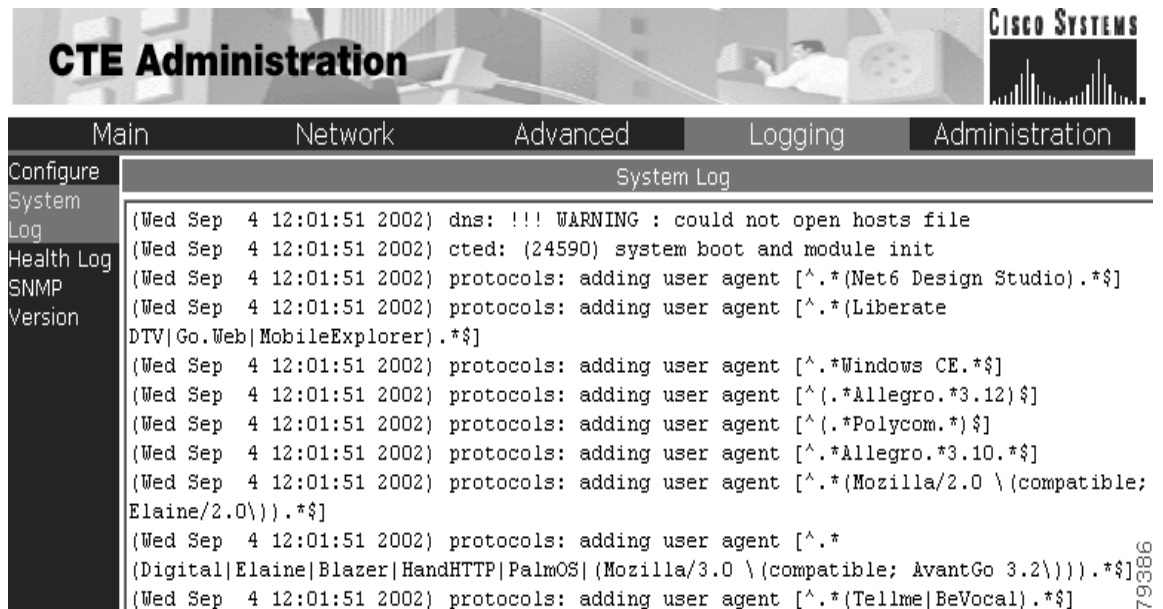 CISCO SYSTEMS
CTE Administration
Main Network Advanced Logging Administration
Configure
System
Log
Health Log
SNMP
Version
System Log
(Wed Sep  4 12:01:51 2002) dns: !!! WARNING : could not open hosts file
(Wed Sep  4 12:01:51 2002) cted: (24590) system boot and module init
(Wed Sep  4 12:01:51 2002) protocols: adding user agent [^.*(Net6 Design Studio).*$]
(Wed Sep  4 12:01:51 2002) protocols: adding user agent [^.*(Liberate
DTV|Go.Web|MobileExplorer).*$]
(Wed Sep  4 12:01:51 2002) protocols: adding user agent [^.*Windows CE.*$]
(Wed Sep  4 12:01:51 2002) protocols: adding user agent [^(.*Allegro.*3.12)$]
(Wed Sep  4 12:01:51 2002) protocols: adding user agent [^(.*Polycom.*)$]
(Wed Sep  4 12:01:51 2002) protocols: adding user agent [^.*Allegro.*3.10.*$]
(Wed Sep  4 12:01:51 2002) protocols: adding user agent [^.*(Mozilla/2.0 \(compatible;
Elaine/2.0\)).*$]
(Wed Sep  4 12:01:51 2002) protocols: adding user agent [^.*
(Digital|Elaine|Blazer|HandHTTP|PalmOS|(Mozilla/3.0 \(compatible; AvantGo 3.2\))).*$]
(Wed Sep  4 12:01:51 2002) protocols: adding user agent [^.*(Tellme|BeVocal).*$]
79386